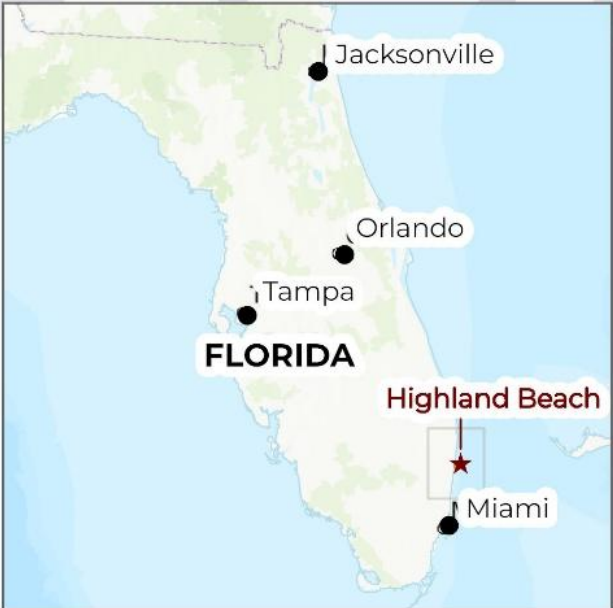 Jacksonville
Orlando
Tampa
FLORIDA
Highland Beach
Miami